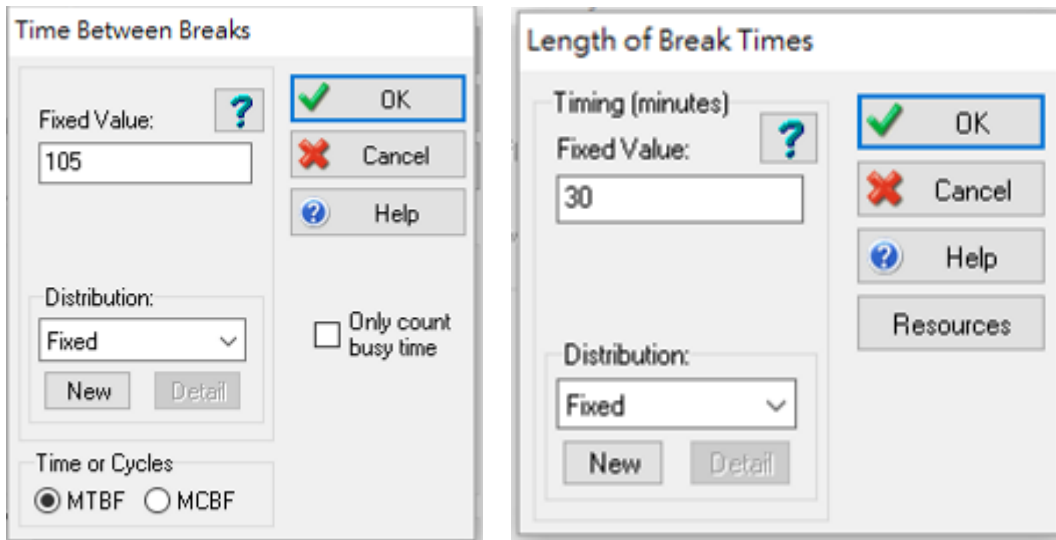 Time Between Breaks
Fixed Value:
?
OK
105
Cancel
Help
Distribution:
Fixed
Only count
busy time
New
Detail
Time or Cycles
MTBF
MCBF
Length of Break Times
Timing (minutes)
Fixed Value:
?
OK
30
Cancel
Help
Resources
Distribution:
Fixed
New
Detail